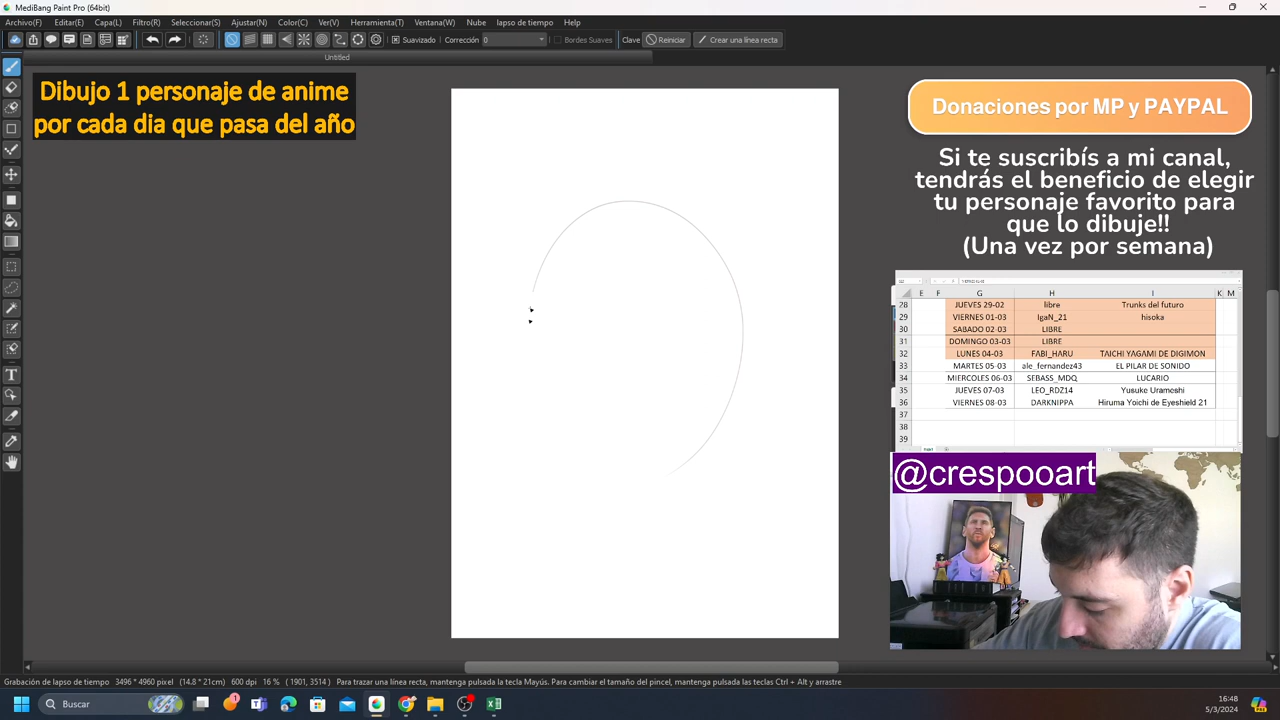 MediBang Paint Pro (64bit)
Archivo(F) Editar(E) Capa(L) Filtro(R) Seleccionar(S) Ajustar(N) Color(C) Ver(V) Herramienta(T) Ventana(W) Nube lapso de tiempo Help
Suavizado Corrección 0 Bordes Suaves Clave Reiniciar Crear una línea recta
Untitled
Dibujo 1 personaje de anime
por cada dia que pasa del año
Donaciones por MP y PAYPAL
Si te suscribís a mi canal,
tendrás el beneficio de elegir
tu personaje favorito para
que lo dibuje!!
(Una vez por semana)
E F G H I K M
28 JUEVES 29-02 libre Trunks del futuro
29 VIERNES 01-03 IgaN_21 hisoka
30 SABADO 02-03 LIBRE
31 DOMINGO 03-03 LIBRE
32 LUNES 04-03 FABI_HARU TAICHI YAGAMI DE DIGIMON
33 MARTES 05-03 ale_fernandez43 EL PILAR DE SONIDO
34 MIERCOLES 06-03 SEBASS_MDQ LUCARIO
35 JUEVES 07-03 LEO_RDZ14 Yusuke Urameshi
36 VIERNES 08-03 DARKNIPPA Hiruma Yoichi de Eyeshield 21
37
38
39
@crespooart
Grabación de lapso de tiempo 3496 * 4960 pixel (14.8 * 21cm) 600 dpi 16 % ( 1901, 3514 ) Para trazar una línea recta, mantenga pulsada la tecla Mayús. Para cambiar el tamaño del pincel, mantenga pulsadas las teclas Ctrl + Alt y arrastre
Buscar
16:48
5/3/2024